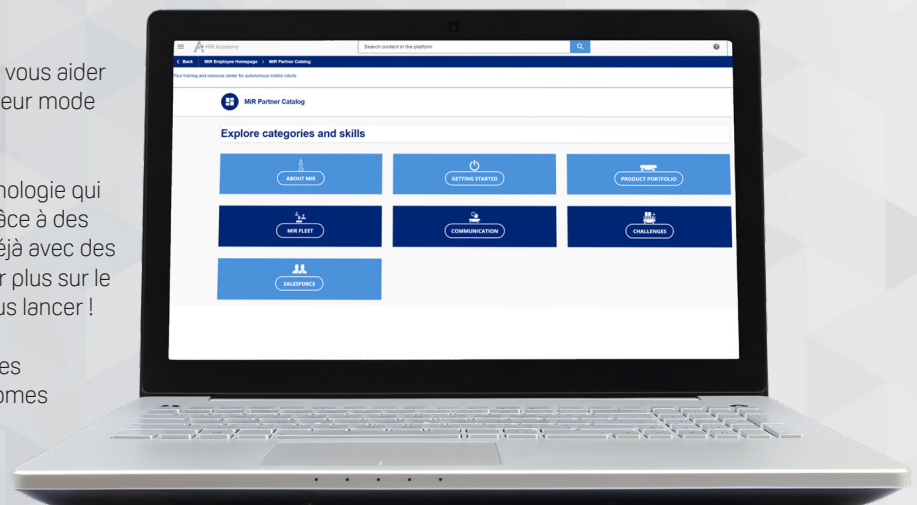 vous aider
eur mode
nologie qui
âce à des
éjà avec des
r plus sur le
us lancer !
es
omes
MiR Academy
Search content in the platform
< Back MiR Employee Homepage > MiR Partner Catalog
Your training and resource center for autonomous mobile robots
MiR Partner Catalog
Explore categories and skills
ABOUT MIR
GETTING STARTED
PRODUCT PORTFOLIO
MIR FLEET
COMMUNICATION
CHALLENGES
SALESFORCE